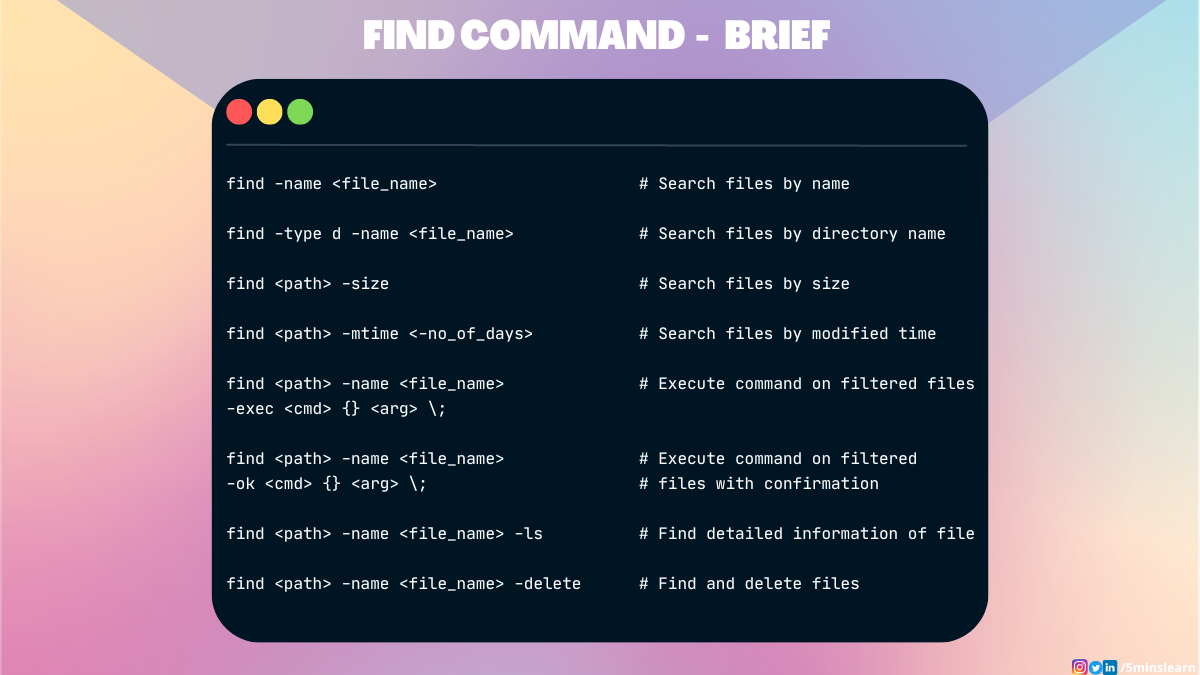 FIND COMMAND - BRIEF
find -name <file_name> # Search files by name
find -type d -name <file_name> # Search files by directory name
find <path> -size # Search files by size
find <path> -mtime <-no_of_days> # Search files by modified time
find <path> -name <file_name> # Execute command on filtered files
-exec <cmd> {} <arg> \;
find <path> -name <file_name> # Execute command on filtered
-ok <cmd> {} <arg> \; # files with confirmation
find <path> -name <file_name> -ls # Find detailed information of file
find <path> -name <file_name> -delete # Find and delete files
in /5minslearn